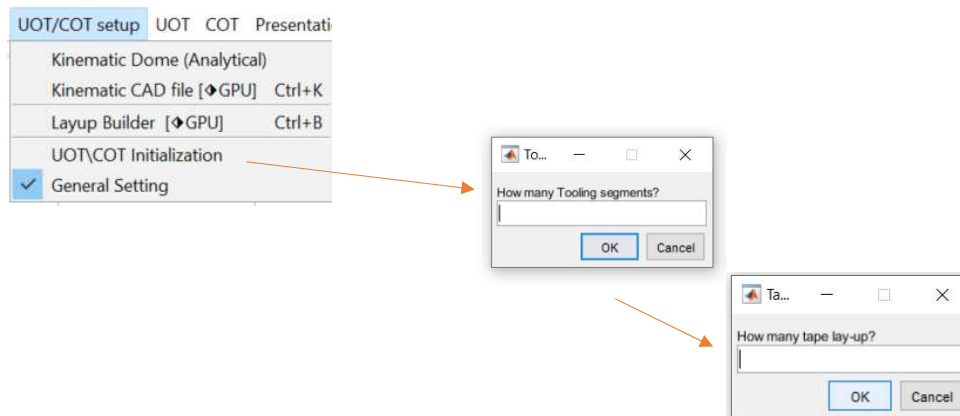 UOT/COT setup UOT COT Presentati
Kinematic Dome (Analytical)
Kinematic CAD file [GPU] Ctrl+K
Layup Builder [GPU] Ctrl+B
UOT\COT Initialization
General Setting
To...
How many Tooling segments?
OK Cancel
Ta...
How many tape lay-up?
OK Cancel